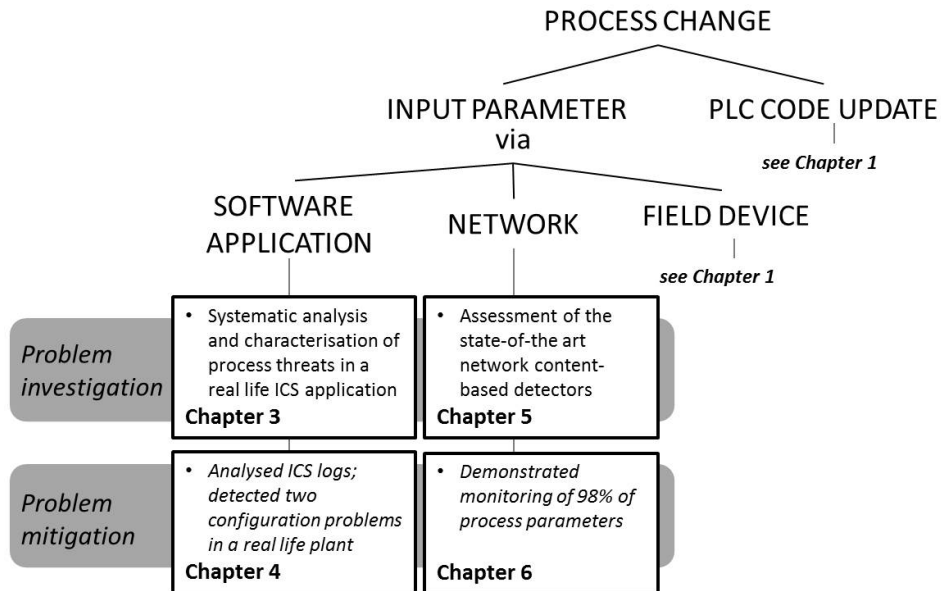 PROCESS CHANGE
INPUT PARAMETER
via
PLC CODE UPDATE
see Chapter 1
SOFTWARE
APPLICATION
NETWORK
FIELD DEVICE
see Chapter 1
Problem
investigation
• Systematic analysis
and characterisation of
process threats in a
real life ICS application
Chapter 3
• Assessment of the
state-of-the art
network content-
based detectors
Chapter 5
Problem
mitigation
• Analysed ICS logs;
detected two
configuration problems
in a real life plant
Chapter 4
• Demonstrated
monitoring of 98% of
process parameters
Chapter 6